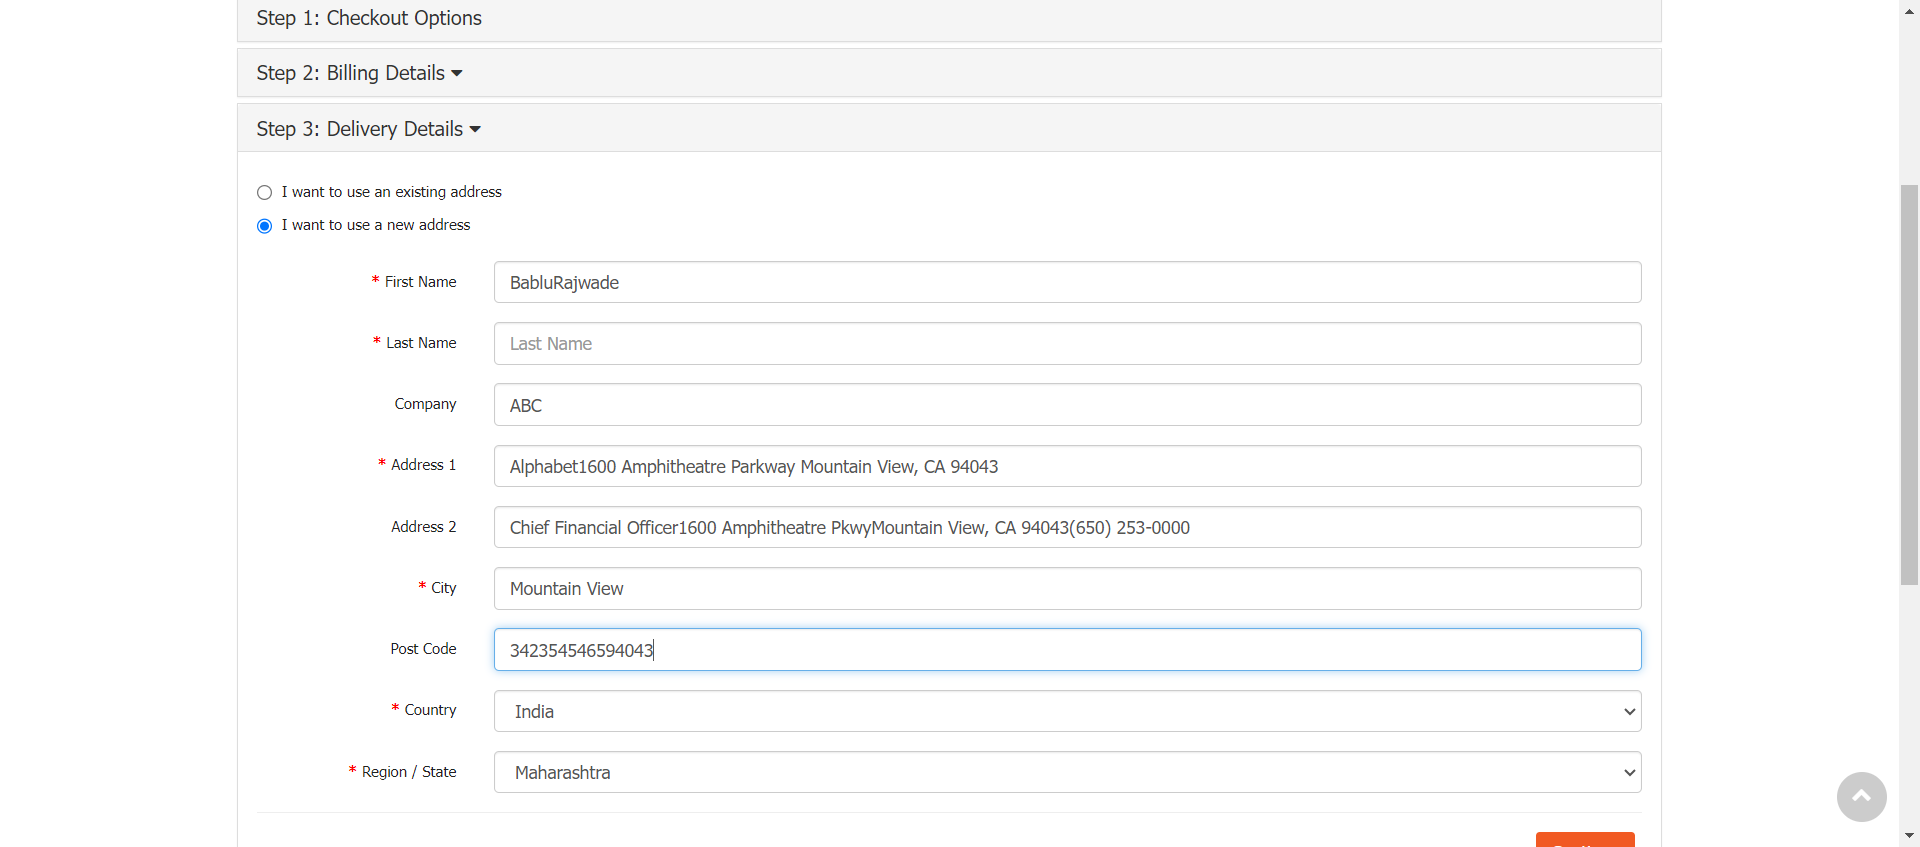 Step 1: Checkout Options
Step 2: Billing Details
Step 3: Delivery Details
I want to use an existing address
I want to use a new address
* First Name BabluRajwade
* Last Name Last Name
Company ABC
* Address 1 Alphabet1600 Amphitheatre Parkway Mountain View, CA 94043
Address 2 Chief Financial Officer1600 Amphitheatre PkwyMountain View, CA 94043(650) 253-0000
* City Mountain View
Post Code 342354546594043
* Country India
* Region / State Maharashtra